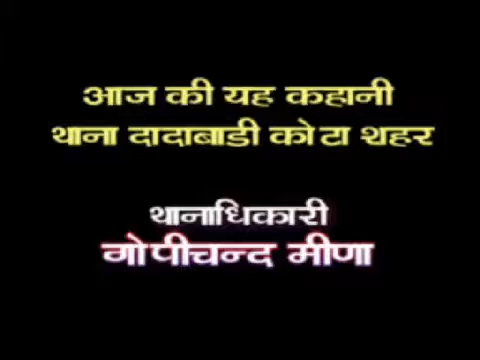 आज की यह कहानी
थाना दादाबाडी कोटा शहर
थानाधिकारी
गोपीचन्द मीणा